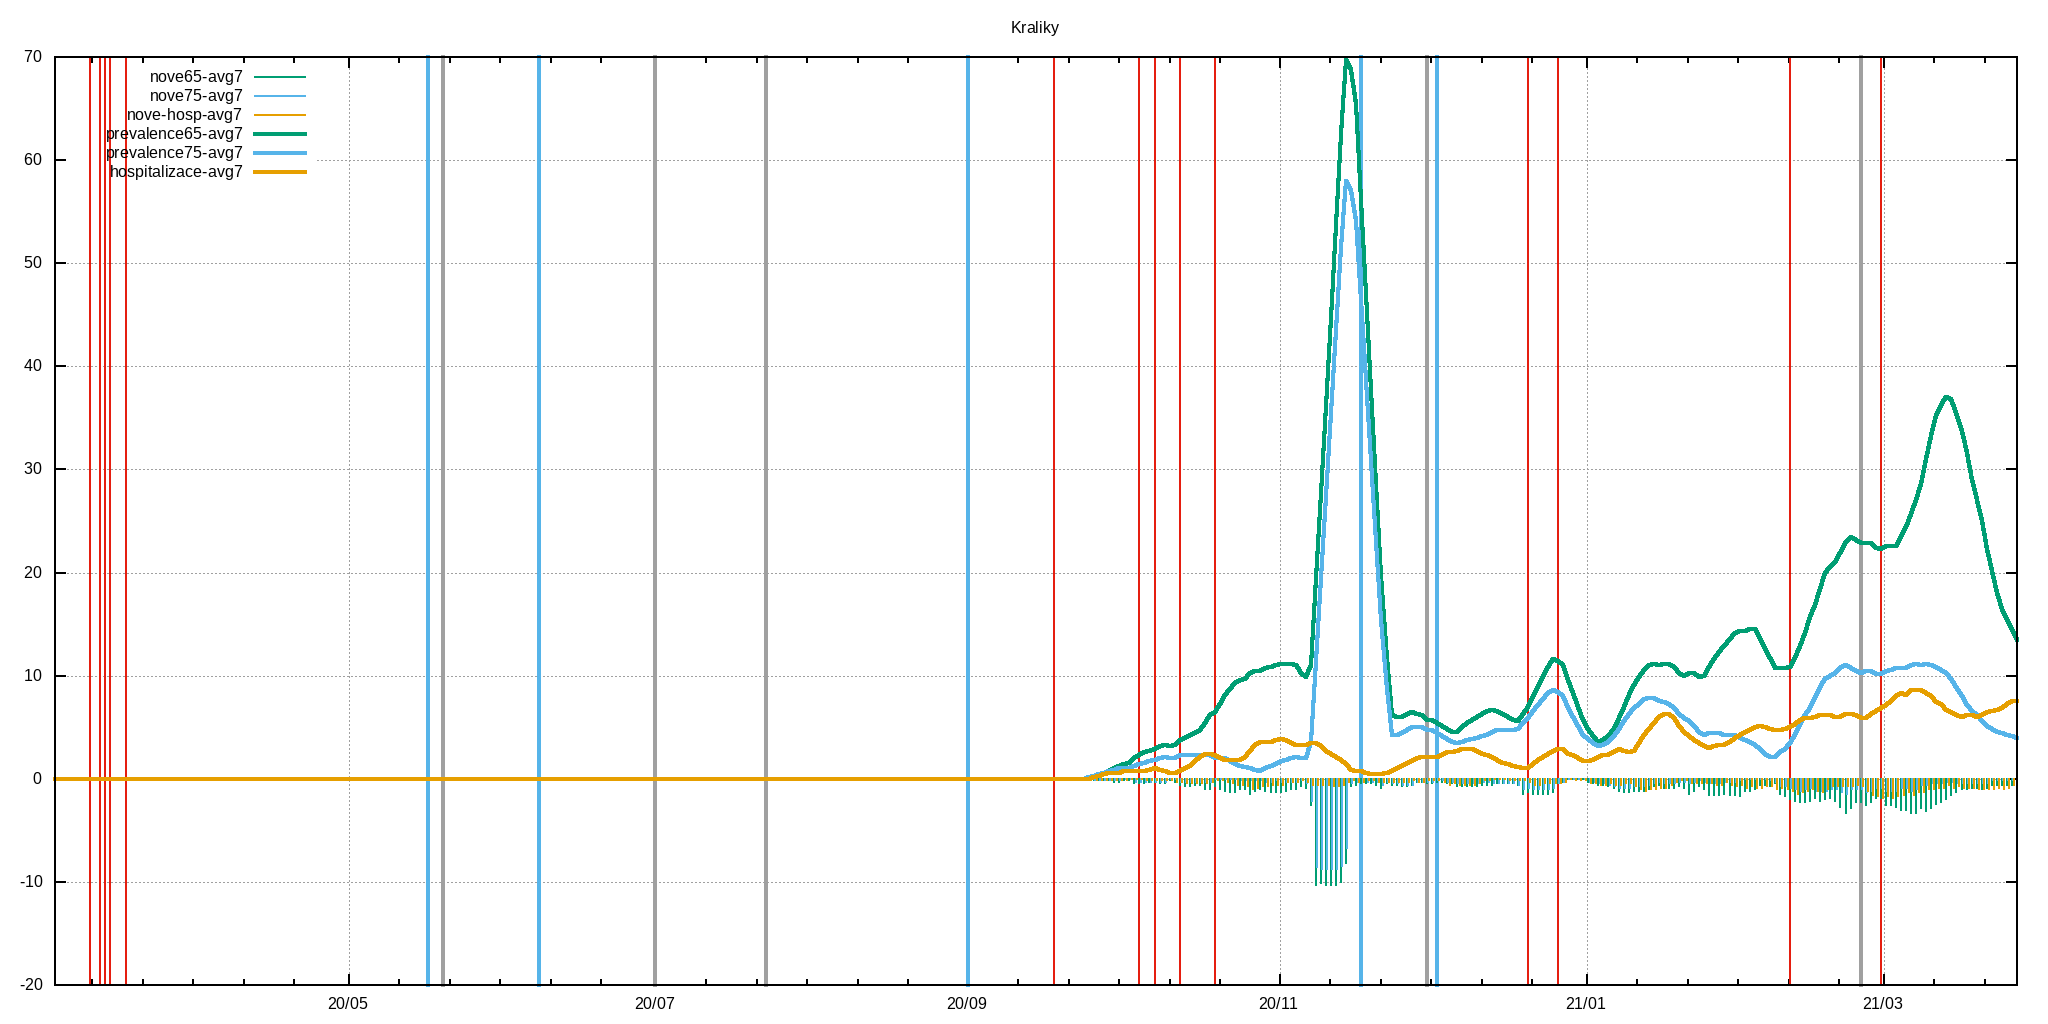 Kraliky
70
60
50
40
30
20
10
0
-10
-20
nove65-avg7
nove75-avg7
nove-hosp-avg7
prevalence65-avg7
prevalence75-avg7
hospitalizace-avg7
20/05 20/07 20/09 20/11 21/01 21/03